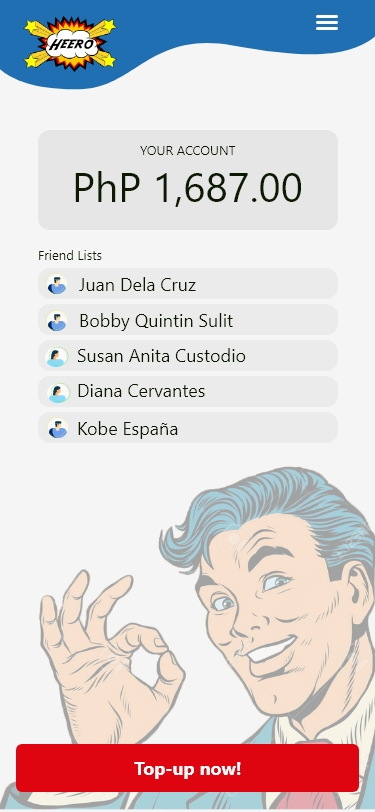 HEERO
YOUR ACCOUNT
PhP 1,687.00
Friend Lists
Juan Dela Cruz
Bobby Quintin Sulit
Susan Anita Custodio
Diana Cervantes
Kobe España
Top-up now!